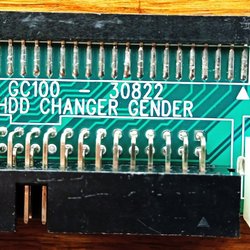 GC100 - 30822
HDD CHANGER GENDER